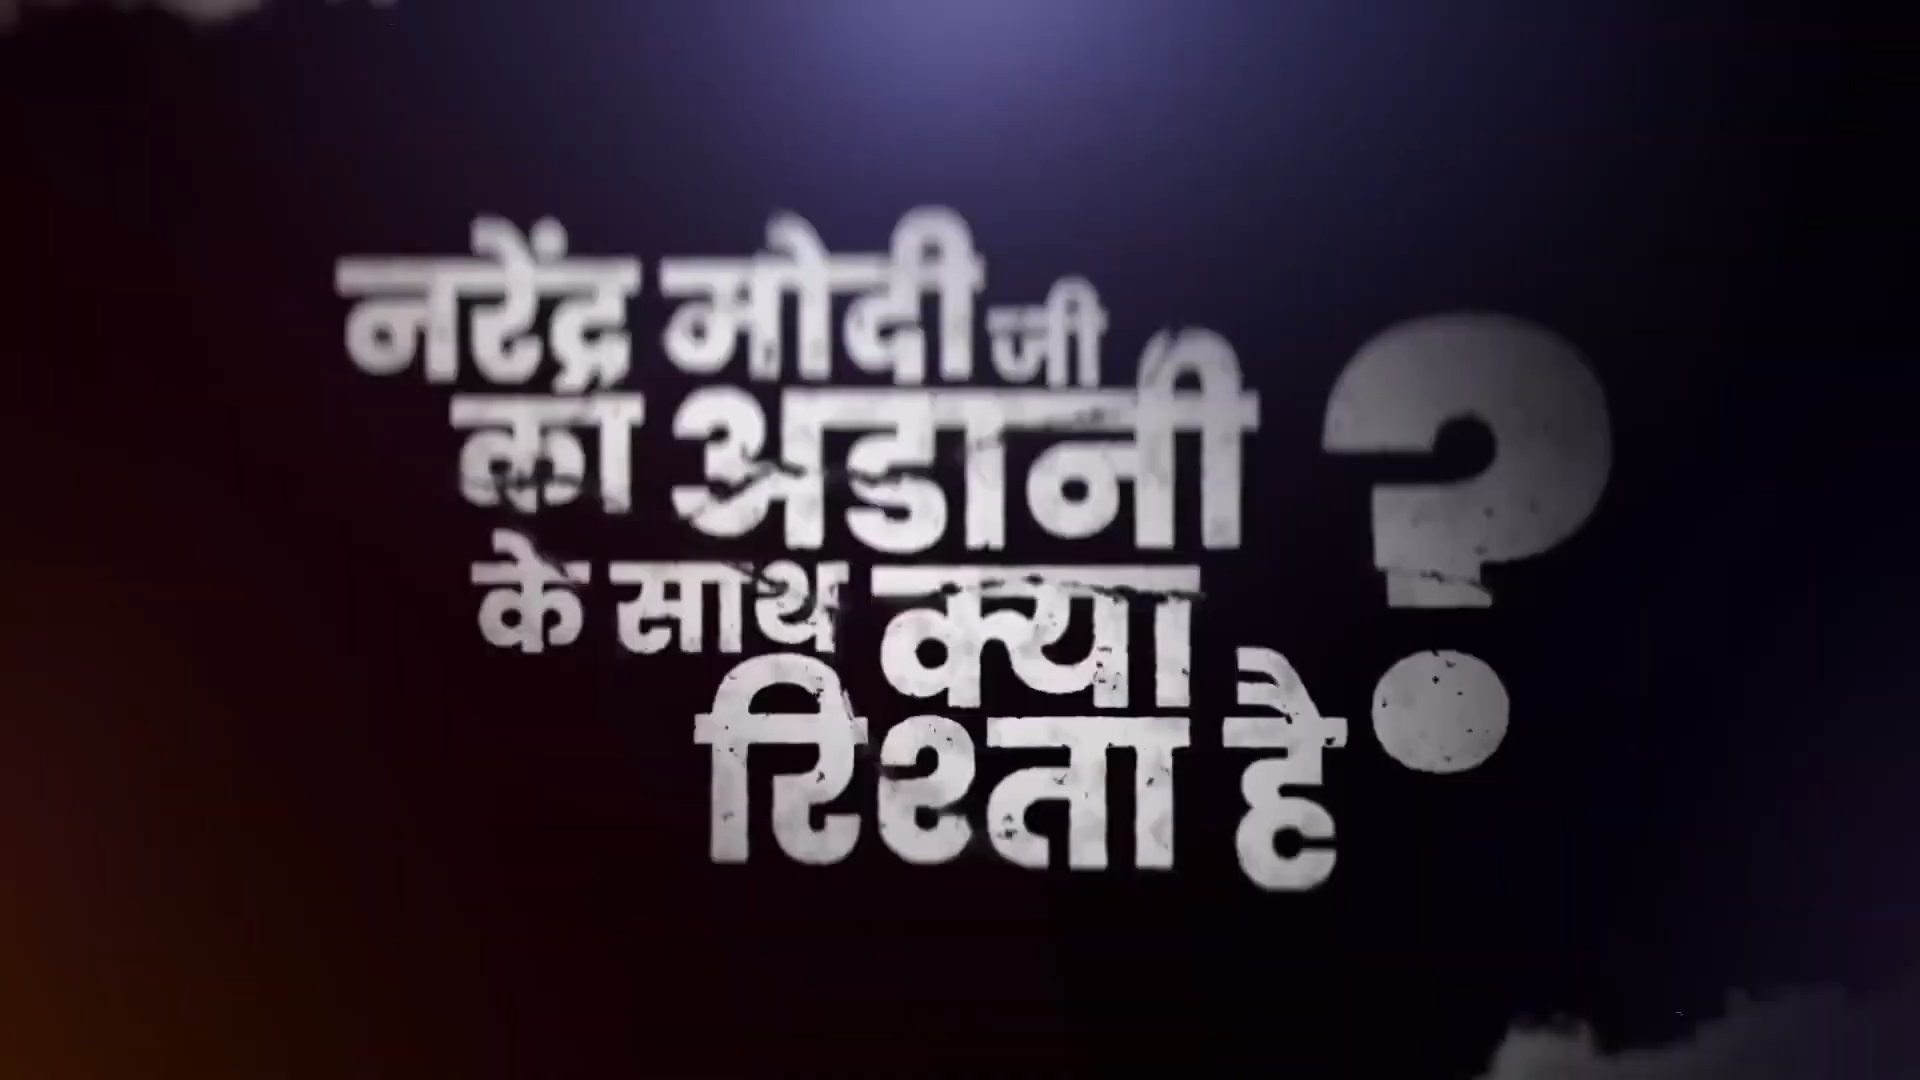 नरेंद्र मोदी जी
का अडानी
के साथ क्या
रिश्ता है ?